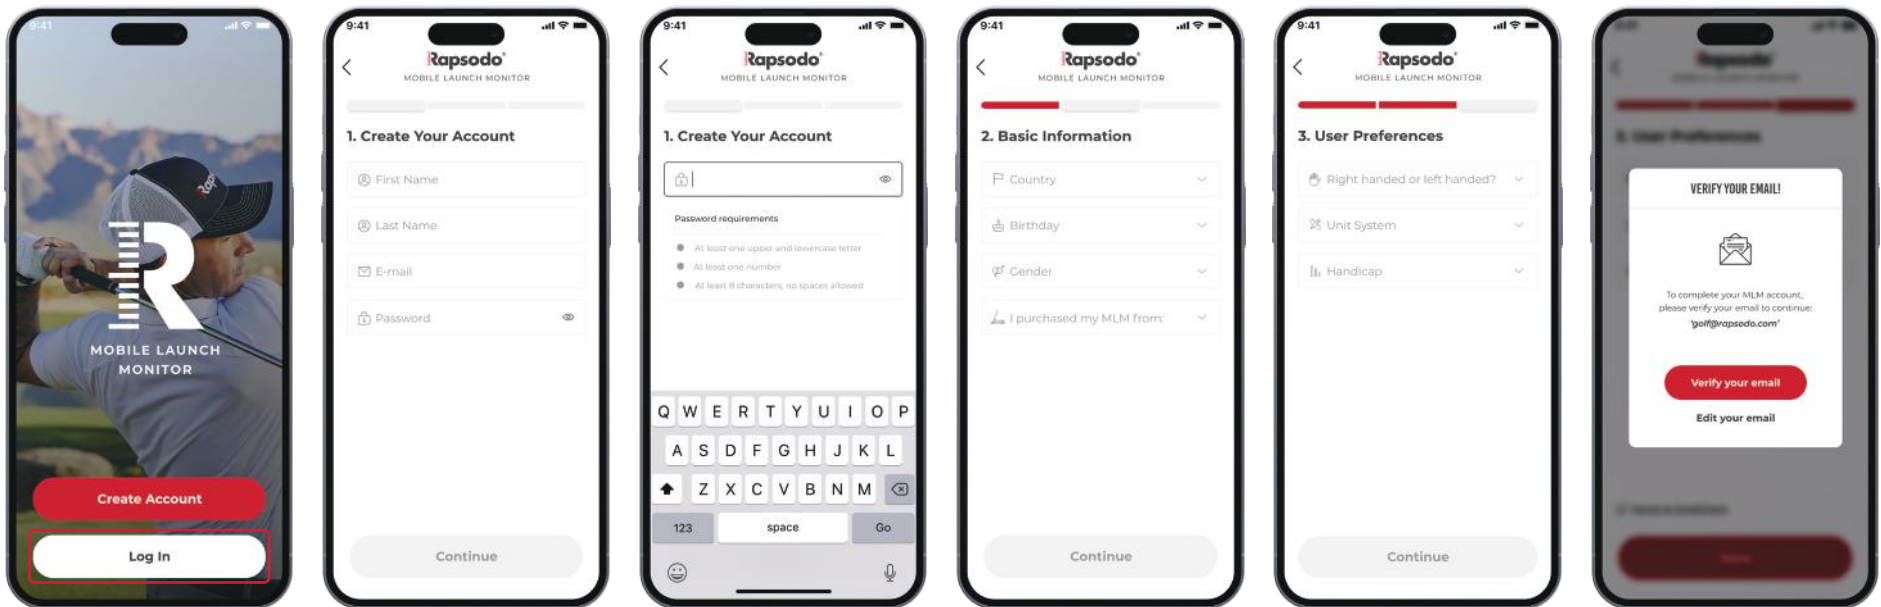 9:41
Rapso
R
MOBILE LAUNCH
MONITOR
Create Account
Log In
9:41
Rapsodo®
MOBILE LAUNCH MONITOR
1. Create Your Account
First Name
Last Name
E-mail
Password
Continue
9:41
Rapsodo®
MOBILE LAUNCH MONITOR
1. Create Your Account
Password requirements
At least one upper and lowercase letter
At least one number
At least 8 characters, no spaces allowed
Q W E R T Y U I O P
A S D F G H J K L
Z X C V B N M
123 space Go
9:41
Rapsodo®
MOBILE LAUNCH MONITOR
2. Basic Information
Country
Birthday
Gender
I purchased my MLM from:
Continue
9:41
Rapsodo®
MOBILE LAUNCH MONITOR
3. User Preferences
Right handed or left handed?
Unit System
Handicap
Continue
Rapsodo
3. User Preferences
VERIFY YOUR EMAIL!
To complete your MLM account,
please verify your email to continue:
'golf@rapsodo.com'
Verify your email
Edit your email